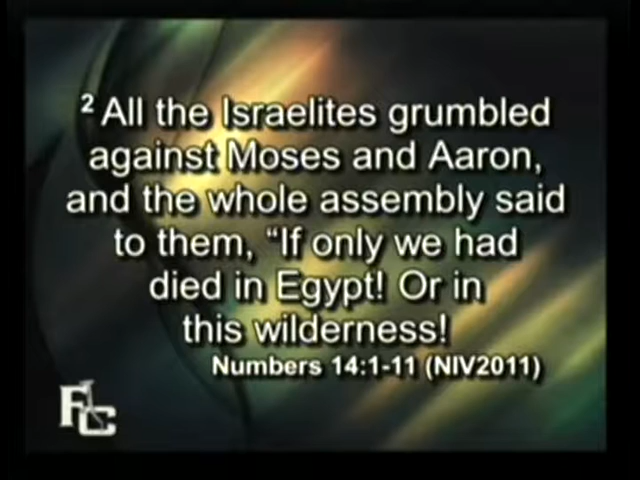 ² All the Israelites grumbled
against Moses and Aaron,
and the whole assembly said
to them, “If only we had
died in Egypt! Or in
this wilderness!
Numbers 14:1-11 (NIV2011)
FLC